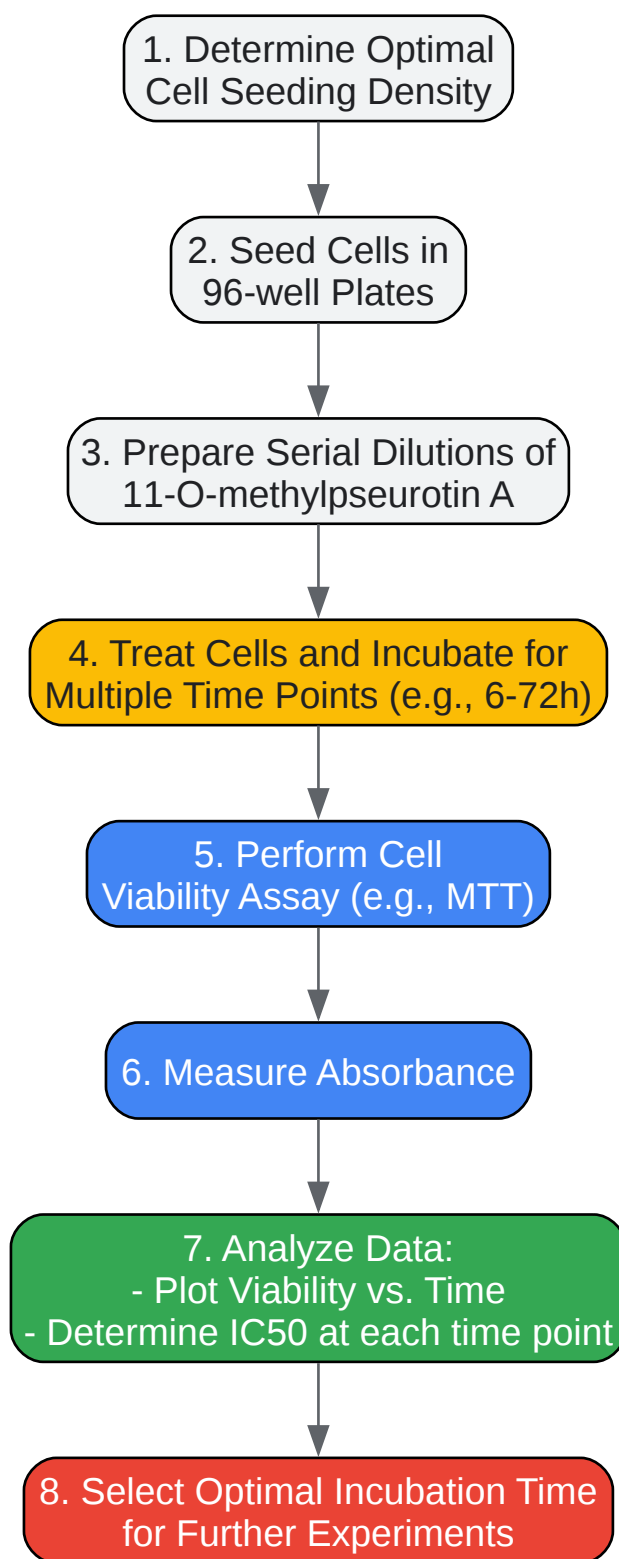 1. Determine Optimal
Cell Seeding Density
2. Seed Cells in
96-well Plates
3. Prepare Serial Dilutions of
11-O-methylpseurotin A
4. Treat Cells and Incubate for
Multiple Time Points (e.g., 6-72h)
5. Perform Cell
Viability Assay (e.g., MTT)
6. Measure Absorbance
7. Analyze Data:
- Plot Viability vs. Time
- Determine IC50 at each time point
8. Select Optimal Incubation Time
for Further Experiments